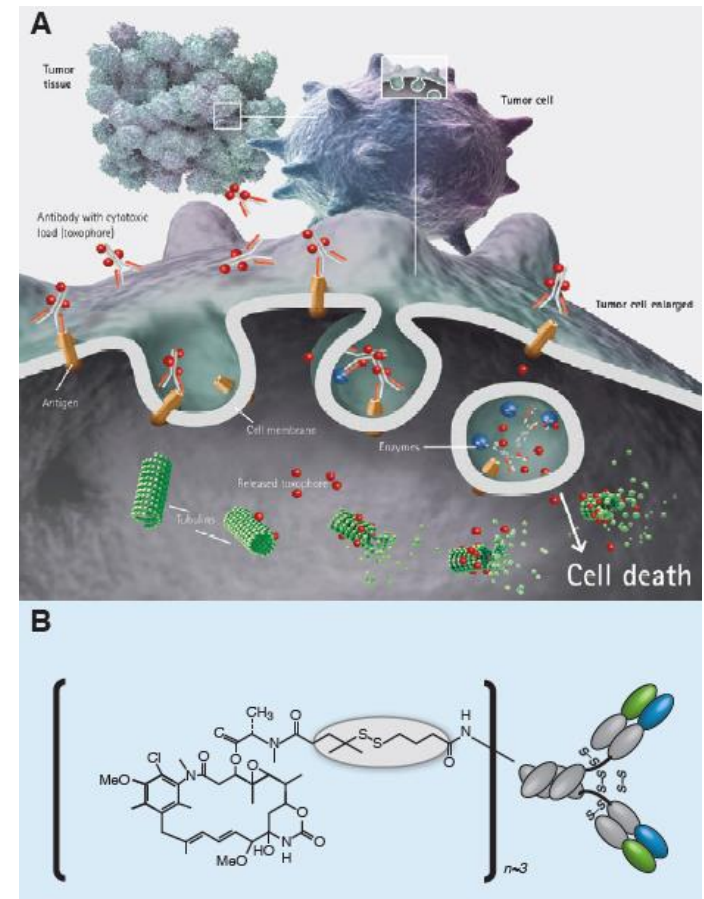 A
Tumor
tissue
Tumor cell
Antibody with cytotoxic
load (toxophore)
Tumor cell enlarged
Antigen
Cell membrane
Enzymes
Released toxophore
Tubulins
Cell death
B
CH3
O
O
H
N
C
N
S
S
O
O
Cl
N
O
O
MeO
O
O
N
O
HO
H
MeO
n~3
S-S
S-S
S-S
S-S